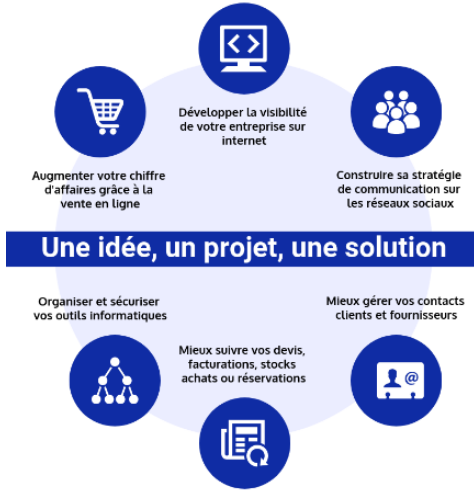 Développer la visibilité
de votre entreprise sur
internet
Augmenter votre chiffre
d'affaires grâce à la
vente en ligne
Construire sa stratégie
de communication sur
les réseaux sociaux
Une idée, un projet, une solution
Organiser et sécuriser
vos outils informatiques
Mieux gérer vos contacts
clients et fournisseurs
Mieux suivre vos devis,
facturations, stocks
achats ou réservations
@